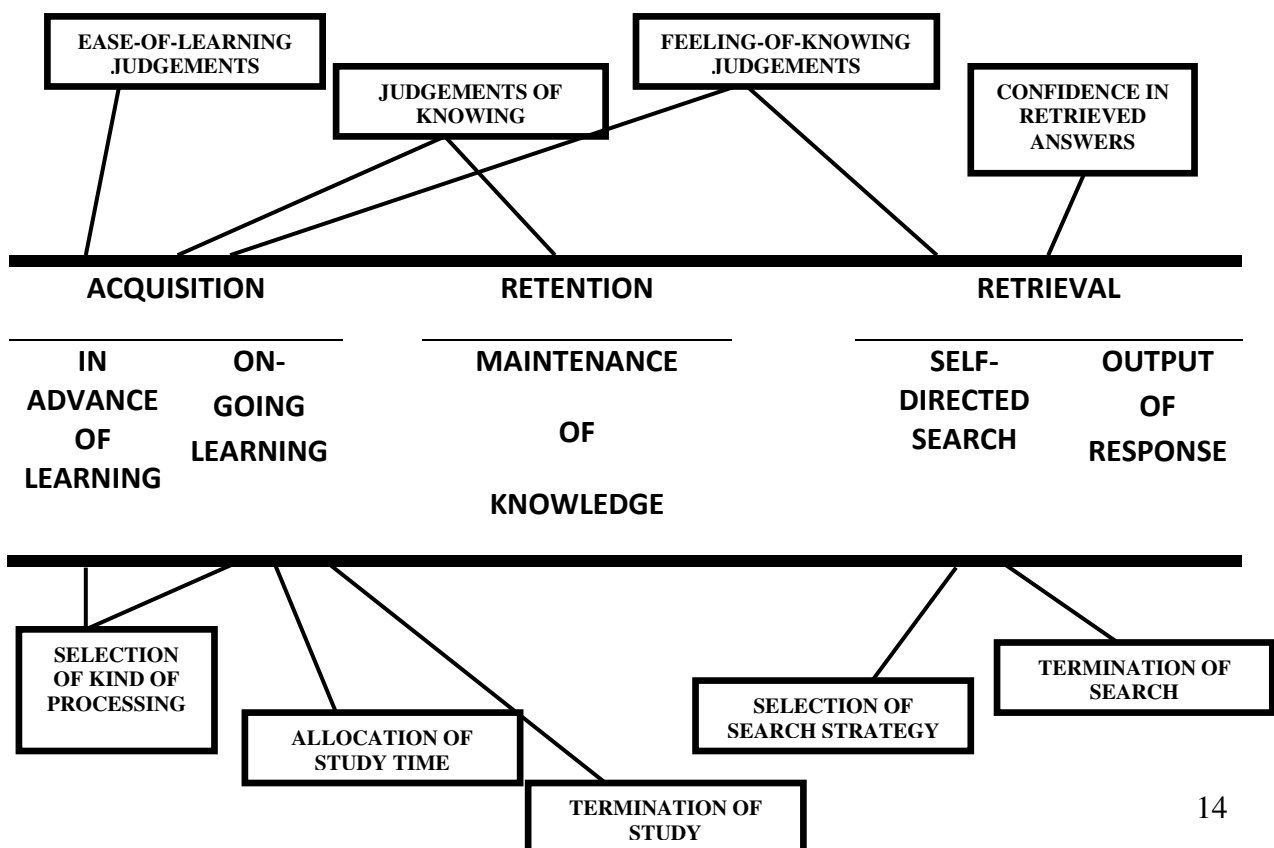 EASE-OF-LEARNING
JUDGEMENTS
FEELING-OF-KNOWING
JUDGEMENTS
JUDGEMENTS OF
KNOWING
CONFIDENCE IN
RETRIEVED
ANSWERS
ACQUISITION
RETENTION
RETRIEVAL
IN
ADVANCE
OF
LEARNING
ON-
GOING
LEARNING
MAINTENANCE
OF
KNOWLEDGE
SELF-
DIRECTED
SEARCH
OUTPUT
OF
RESPONSE
SELECTION
OF KIND OF
PROCESSING
ALLOCATION OF
STUDY TIME
TERMINATION OF
STUDY
SELECTION OF
SEARCH STRATEGY
TERMINATION OF
SEARCH
14